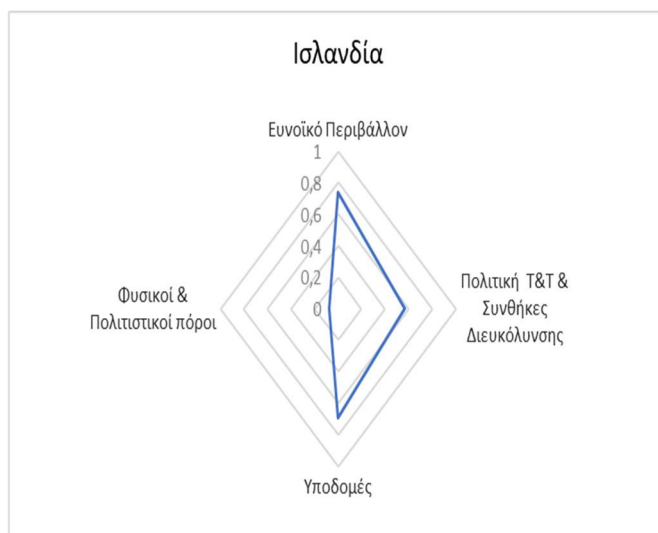 Ισλανδία
Ευνοϊκό Περιβάλλον
1
0,8
0,6
0,4
0,2
0
Πολιτική Τ&Τ &
Συνθήκες
Διευκόλυνσης
Φυσικοί &
Πολιτιστικοί πόροι
Υποδομές